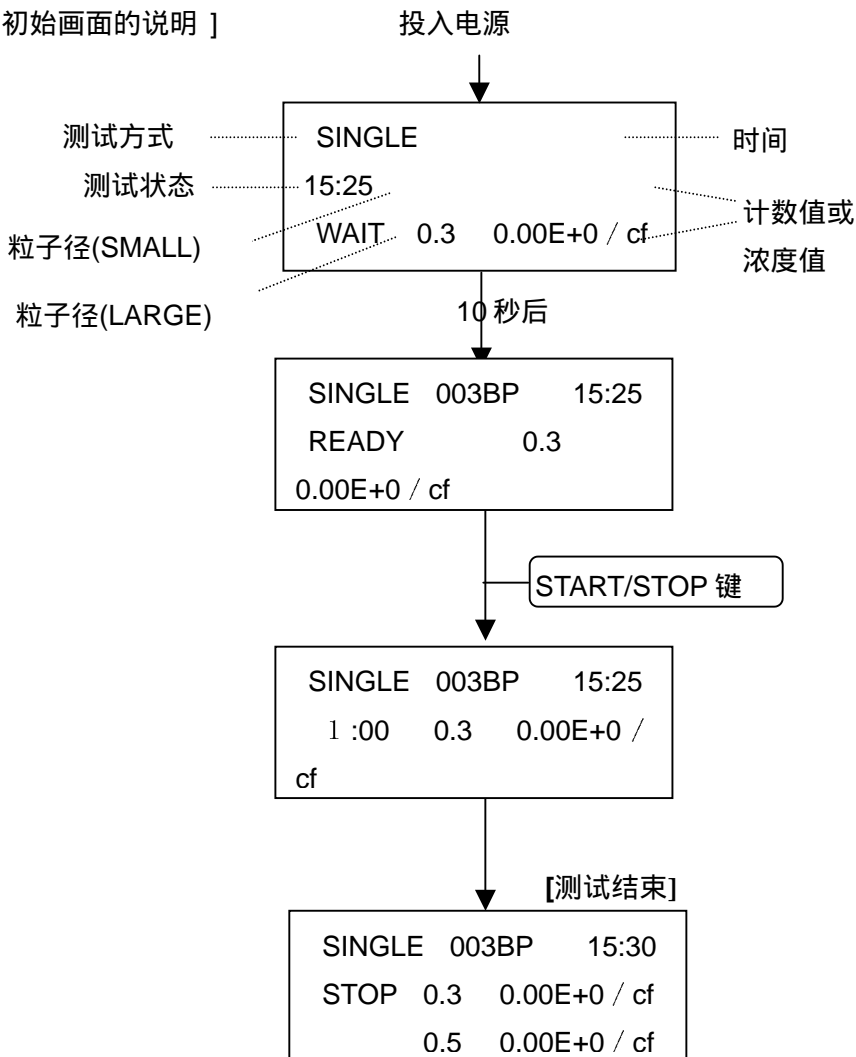 初始画面的说明 ]
投入电源
测试方式
SINGLE
时间
测试状态
15:25
计数值或
粒子径(SMALL)
WAIT 0.3 0.00E+0 / cf
浓度值
粒子径(LARGE)
10 秒后
SINGLE 003BP 15:25
READY 0.3
0.00E+0 / cf
START/STOP 键
SINGLE 003BP 15:25
1 :00 0.3 0.00E+0 /
cf
[测试结束]
SINGLE 003BP 15:30
STOP 0.3 0.00E+0 / cf
0.5 0.00E+0 / cf